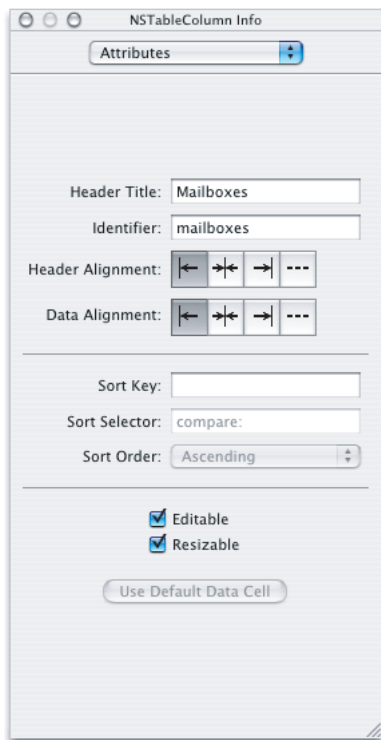 NSTableColumn Info
Attributes
Header Title: Mailboxes
Identifier: mailboxes
Header Alignment:
Data Alignment:
Sort Key:
Sort Selector: compare:
Sort Order: Ascending
Editable
Resizable
Use Default Data Cell